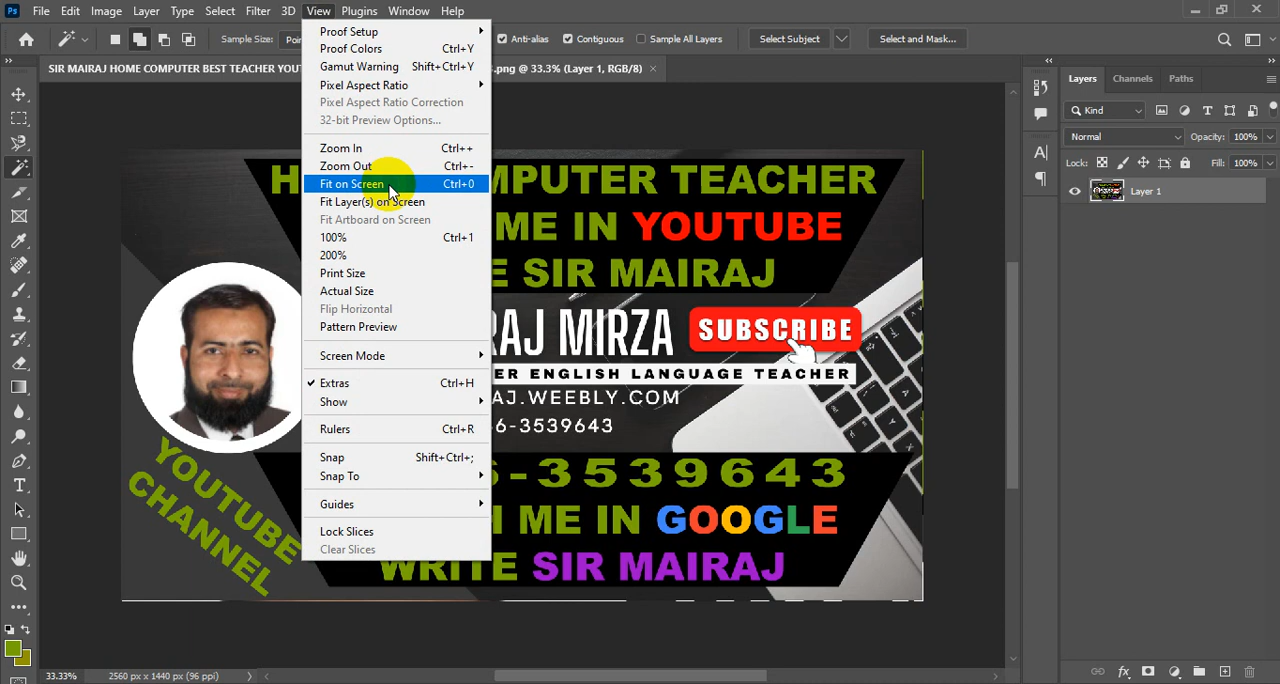 Ps File Edit Image Layer Type Select Filter 3D View Plugins Window Help
Sample Size: Anti-alias Contiguous Sample All Layers Select Subject Select and Mask...
SIR MAIRAJ HOME COMPUTER BEST TEACHER .png @ 33.3% (Layer 1, RGB/8) ×
Proof Setup
Proof Colors Ctrl+Y
Gamut Warning Shift+Ctrl+Y
Pixel Aspect Ratio
Pixel Aspect Ratio Correction
32-bit Preview Options...
Zoom In Ctrl++
Zoom Out Ctrl+-
Fit on Screen Ctrl+0
Fit Layer(s) on Screen
Fit Artboard on Screen
100% Ctrl+1
200%
Print Size
Actual Size
Flip Horizontal
Pattern Preview
Screen Mode
Extras Ctrl+H
Show
Rulers Ctrl+R
Snap Shift+Ctrl+;
Snap To
Guides
Lock Slices
Clear Slices
TEACHER
ME IN YOUTUBE
SIR MAIRAJ
MIRZA SUBSCRIBE
ENGLISH LANGUAGE TEACHER
.WEEBLY.COM
6-3539643
YOUTUBE
CHANNEL
6-3539643
ME IN GOOGLE
WRITE SIR MAIRAJ
Layers Channels Paths
Kind
Normal Opacity: 100%
Lock: Fill: 100%
Layer 1
33.33% 2560 px x 1440 px (96 ppi)